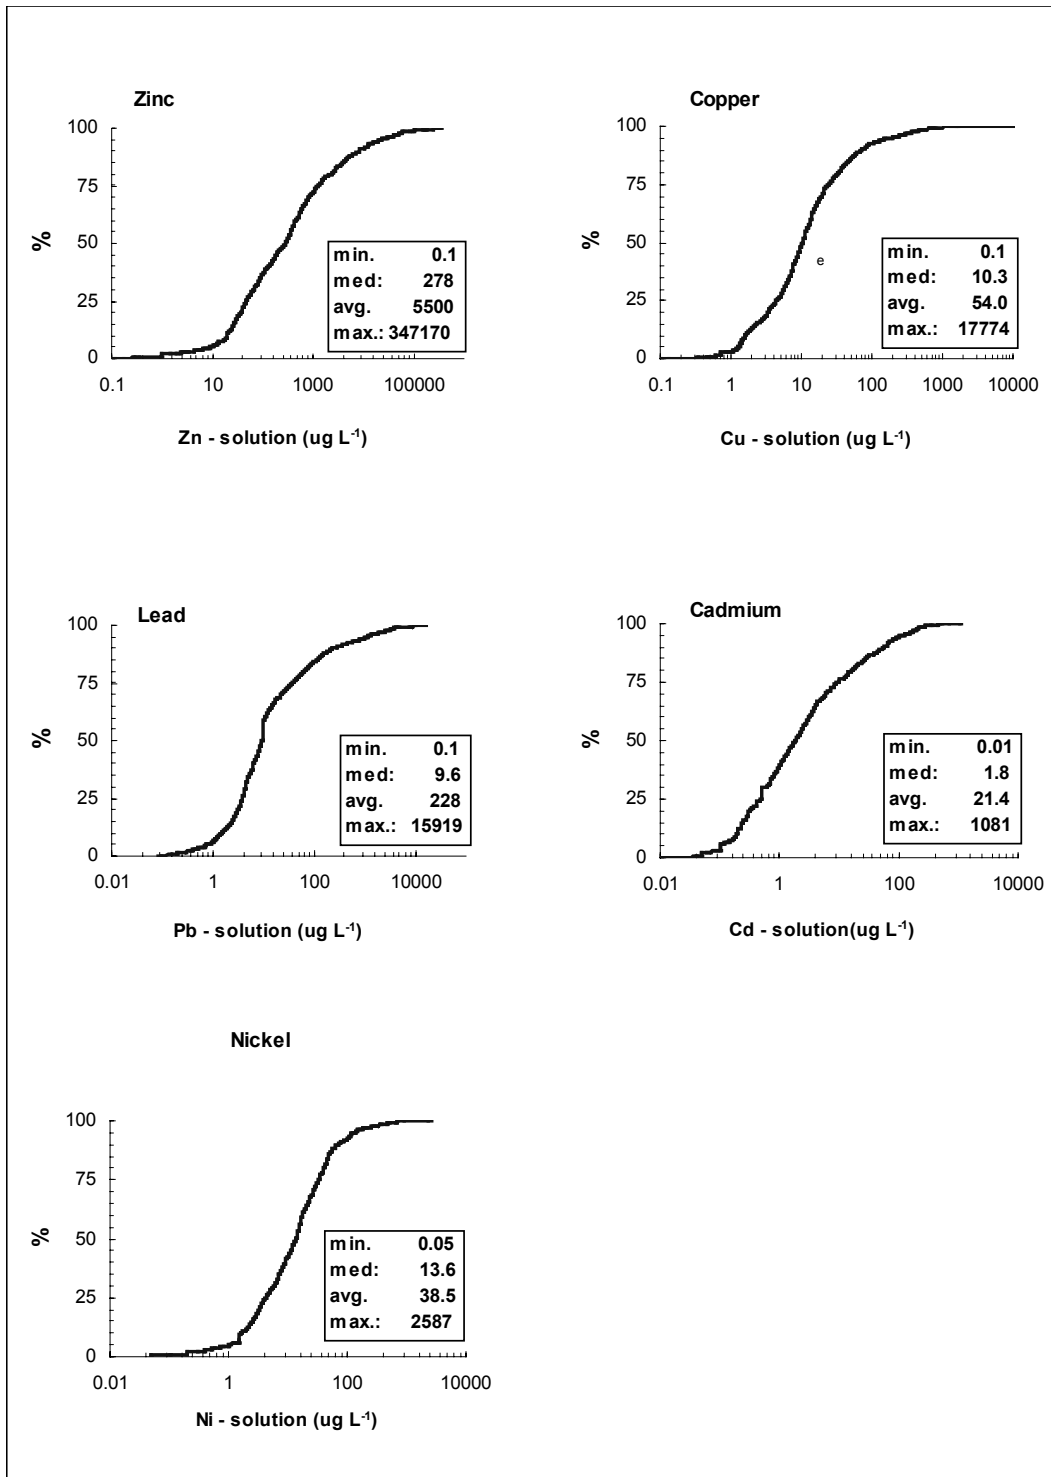 Zinc
100
75
50
25
0
%
min. 0.1
med: 278
avg. 5500
max.: 347170
0.1 10 1000 100000
Zn - solution (ug L-1)
Copper
100
75
50
25
0
%
e
min. 0.1
med: 10.3
avg. 54.0
max.: 17774
0.1 1 10 100 1000 10000
Cu - solution (ug L-1)
Lead
100
75
50
25
0
%
min. 0.1
med: 9.6
avg. 228
max.: 15919
0.01 1 100 10000
Pb - solution (ug L-1)
Cadmium
100
75
50
25
0
%
min. 0.01
med: 1.8
avg. 21.4
max.: 1081
0.01 1 100 10000
Cd - solution(ug L-1)
Nickel
100
75
50
25
0
%
min. 0.05
med: 13.6
avg. 38.5
max.: 2587
0.01 1 100 10000
Ni - solution (ug L-1)